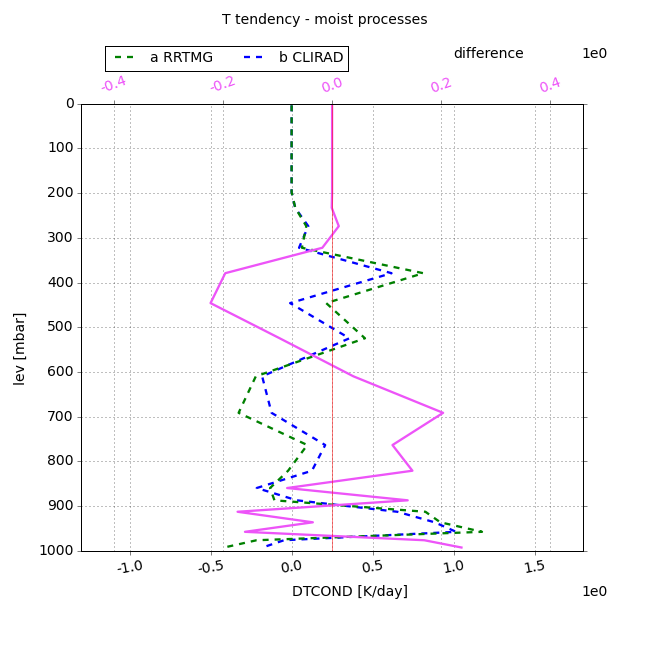 T tendency - moist processes
a RRTMG b CLIRAD difference 1e0
-0.4 -0.2 0.0 0.2 0.4
0
100
200
300
400
500
600
700
800
900
1000
lev [mbar]
-1.0 -0.5 0.0 0.5 1.0 1.5
DTCOND [K/day] 1e0